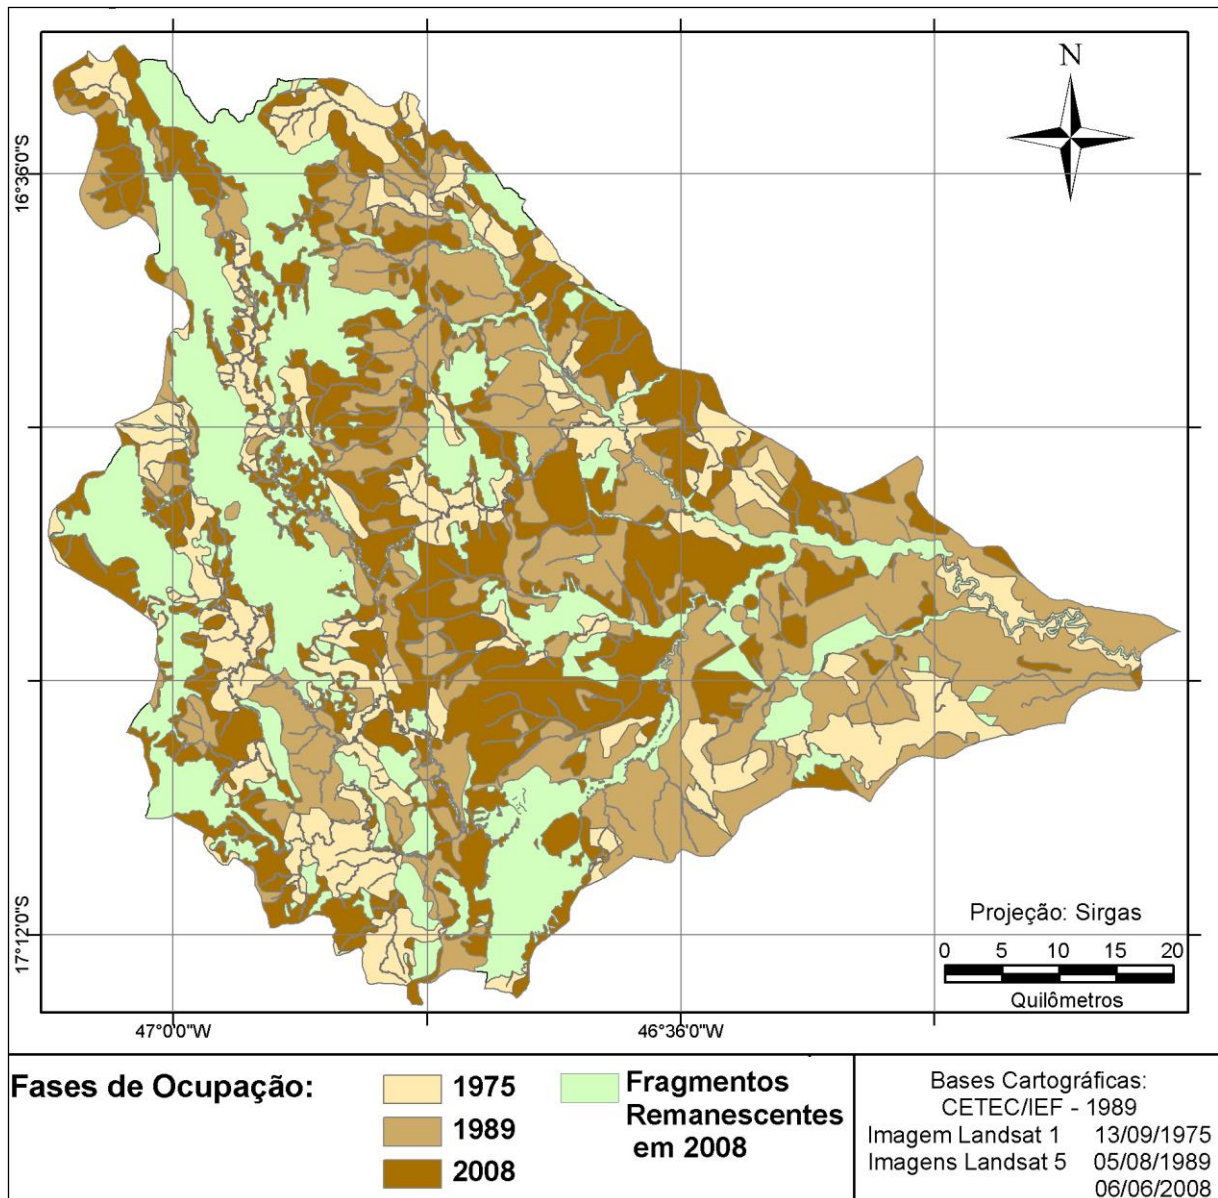 N
16°36'0"S
17°12'0"S
Projeção: Sirgas
0 5 10 15 20
Quilômetros
47°0'0"W
46°36'0"W
Fases de Ocupação:
1975
1989
2008
Fragmentos
Remanescentes
em 2008
Bases Cartográficas:
CETEC/IEF - 1989
Imagem Landsat 1 13/09/1975
Imagens Landsat 5 05/08/1989
06/06/2008